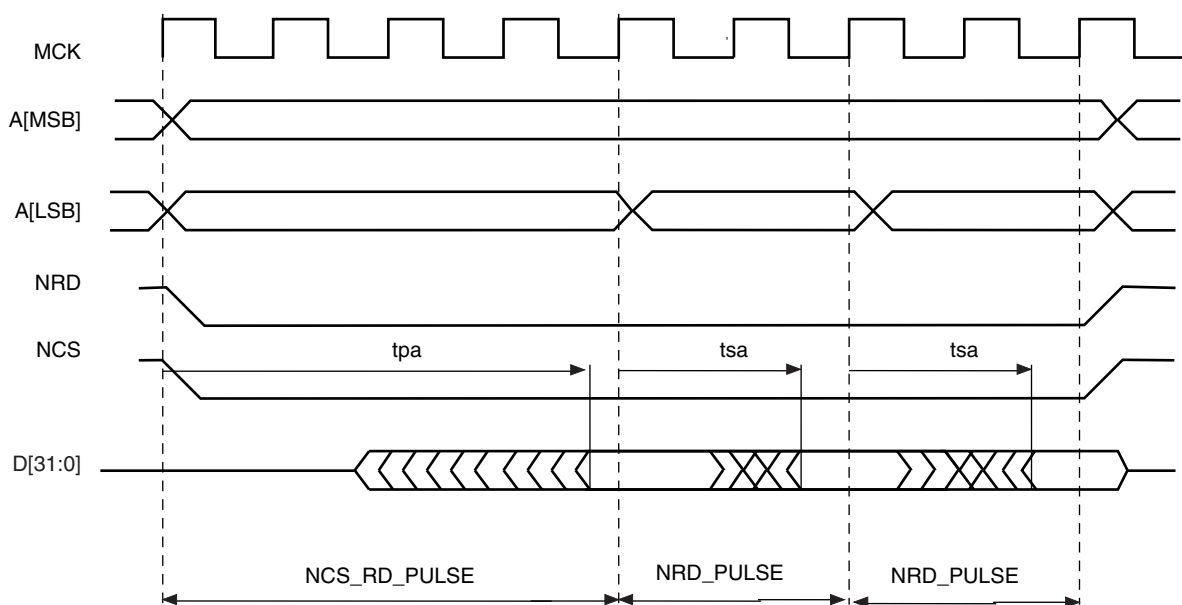 MCK
A[MSB]
A[LSB]
NRD
NCS
tpa
tsa
tsa
D[31:0]
NCS_RD_PULSE
NRD_PULSE
NRD_PULSE